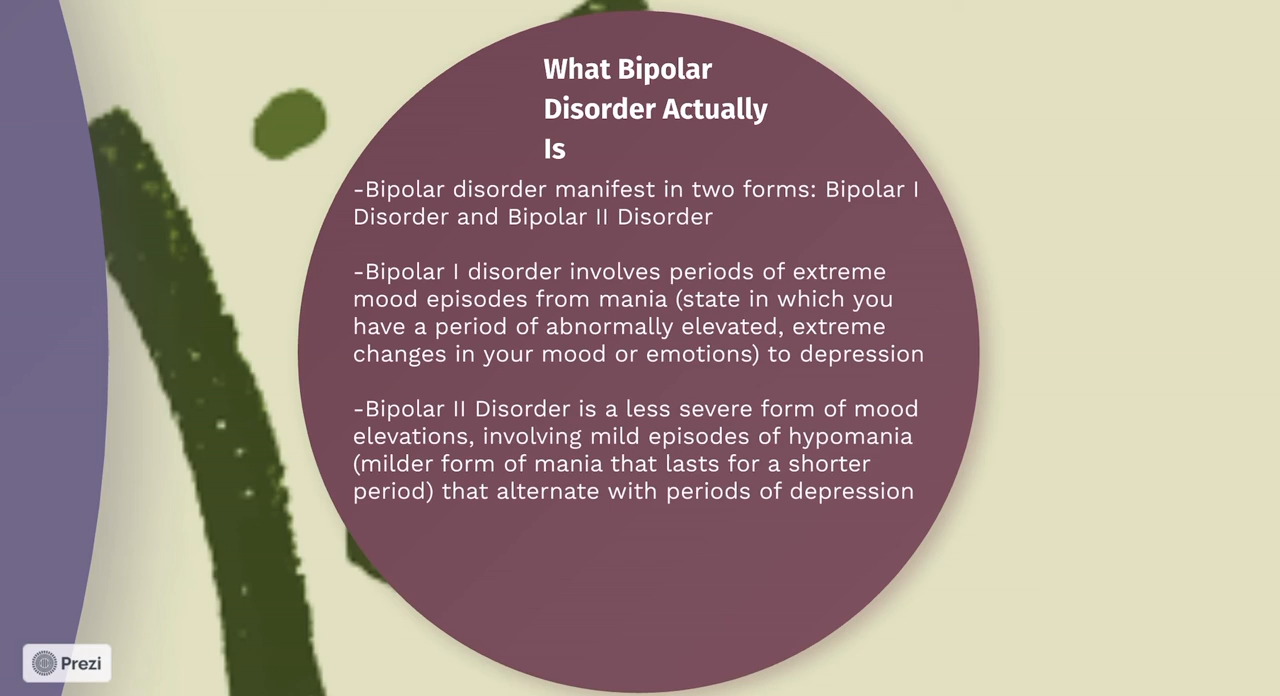 What Bipolar
Disorder Actually
Is
-Bipolar disorder manifest in two forms: Bipolar I
Disorder and Bipolar II Disorder
-Bipolar I disorder involves periods of extreme
mood episodes from mania (state in which you
have a period of abnormally elevated, extreme
changes in your mood or emotions) to depression
-Bipolar II Disorder is a less severe form of mood
elevations, involving mild episodes of hypomania
(milder form of mania that lasts for a shorter
period) that alternate with periods of depression
Prezi